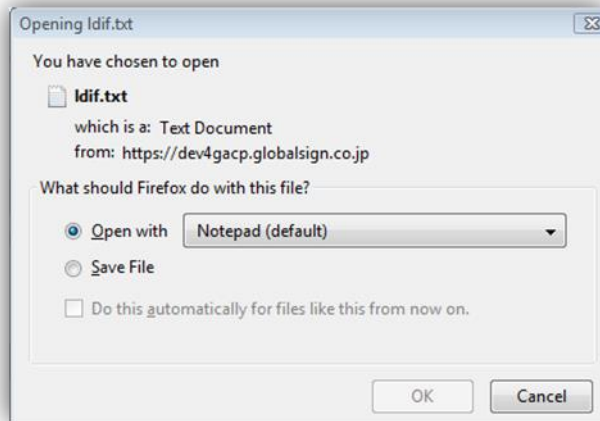 Opening ldif.txt
You have chosen to open
ldif.txt
which is a: Text Document
from: https://dev4gacp.globalsign.co.jp
What should Firefox do with this file?
Open with Notepad (default)
Save File
Do this automatically for files like this from now on.
OK Cancel